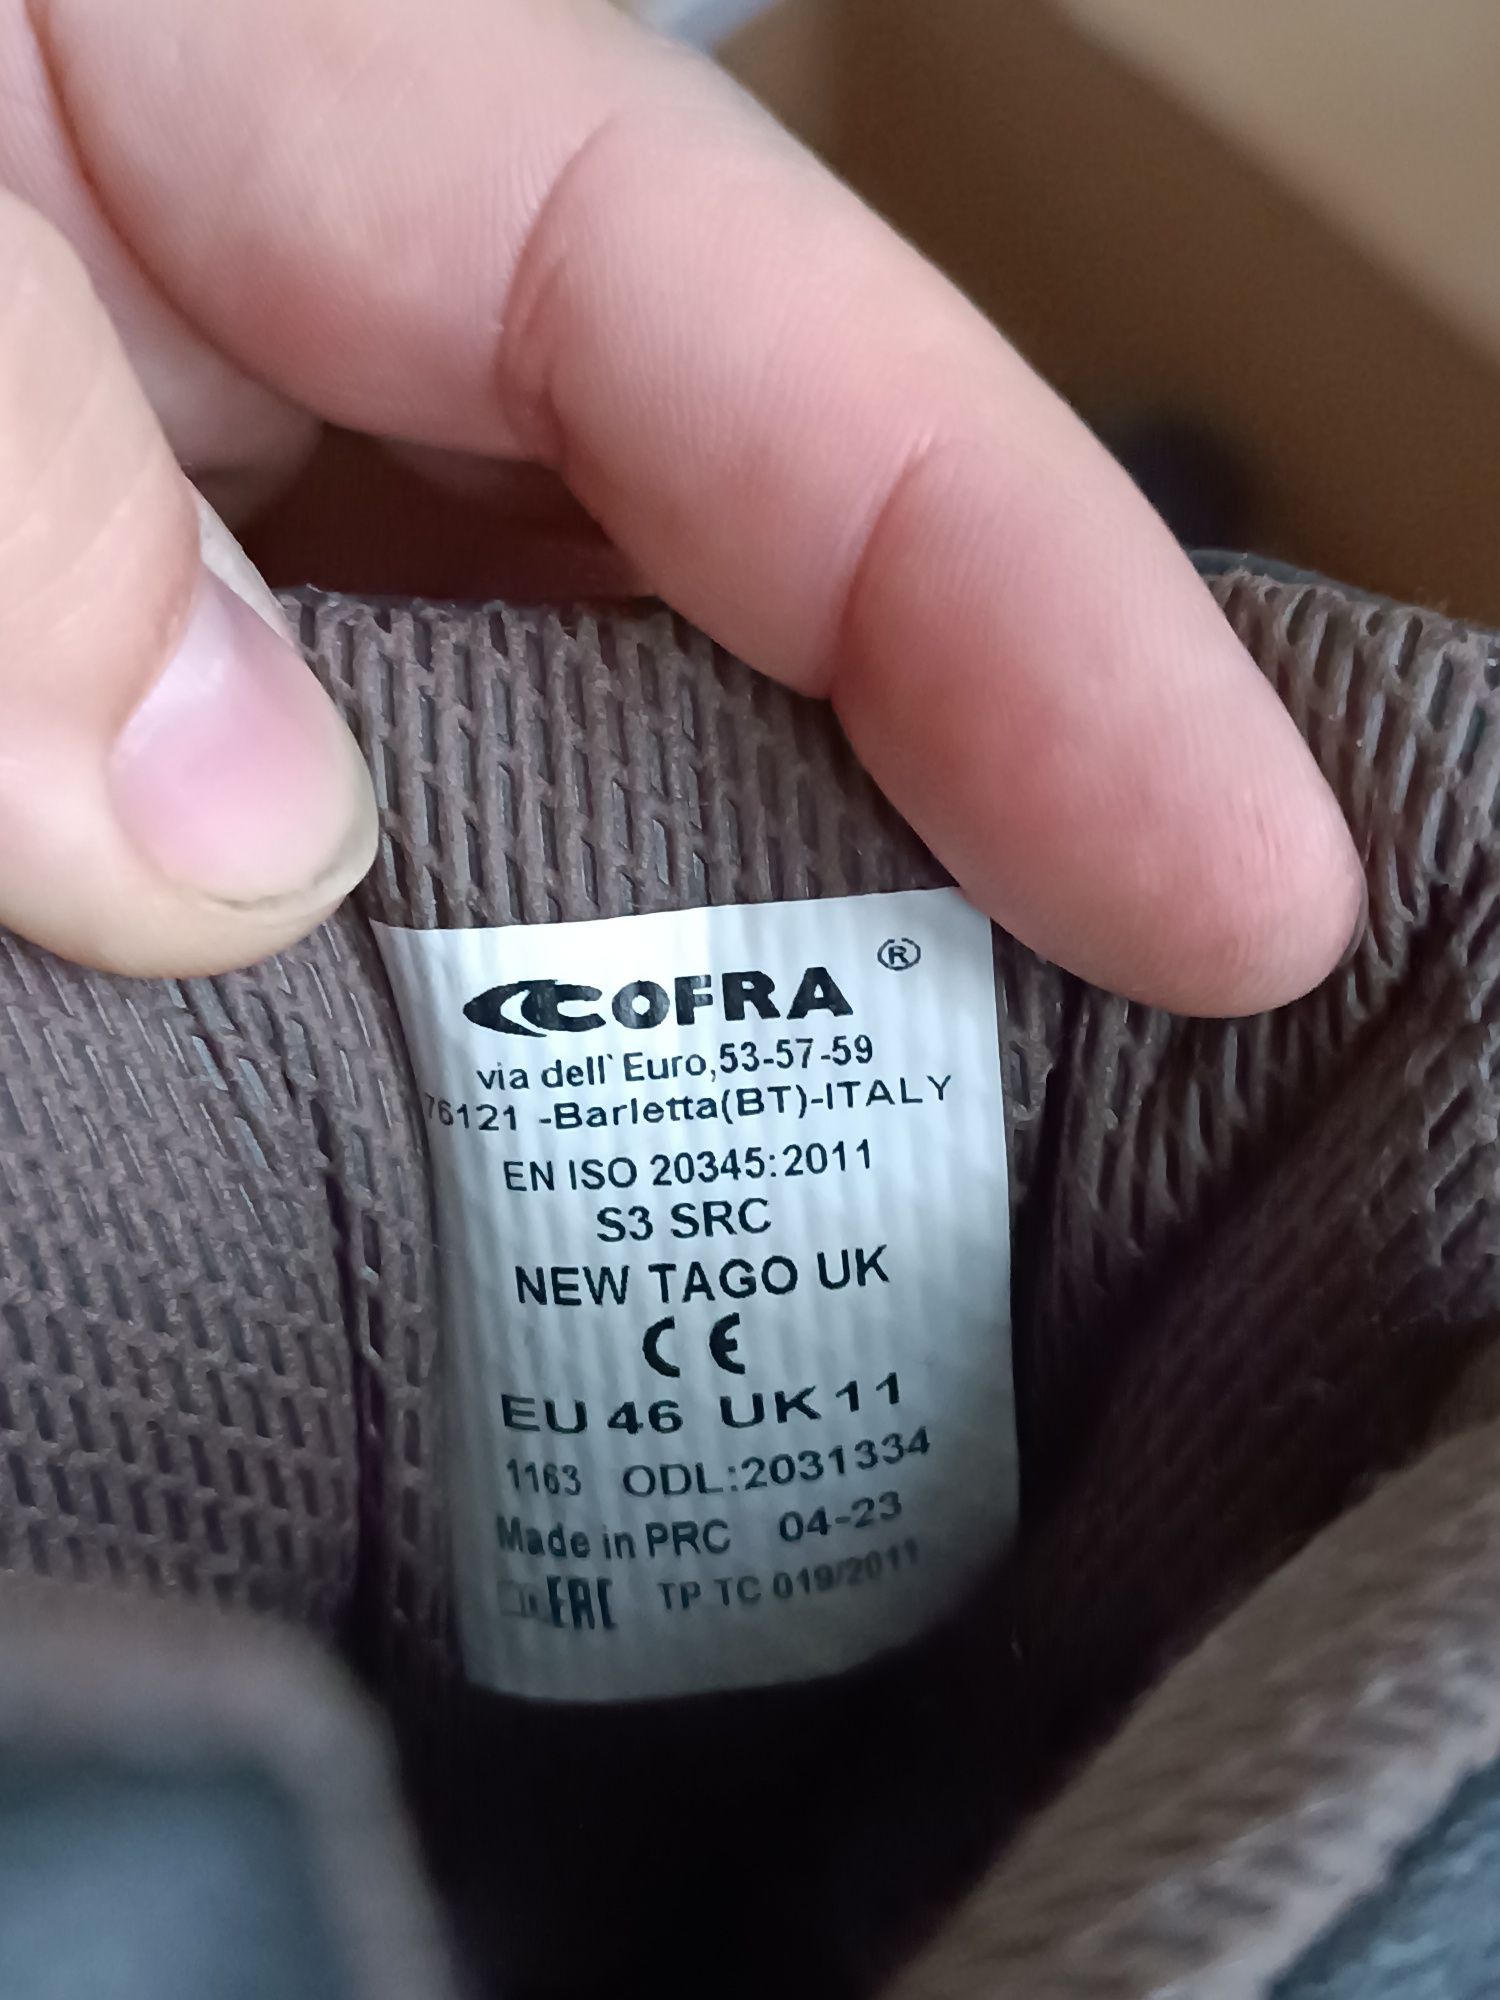 COFRA ®
via dell` Euro,53-57-59
76121 -Barletta(BT)-ITALY
EN ISO 20345:2011
S3 SRC
NEW TAGO UK
CE
EU 46 UK 11
1163 ODL:2031334
Made in PRC 04-23
EAC TP TC 019/2011